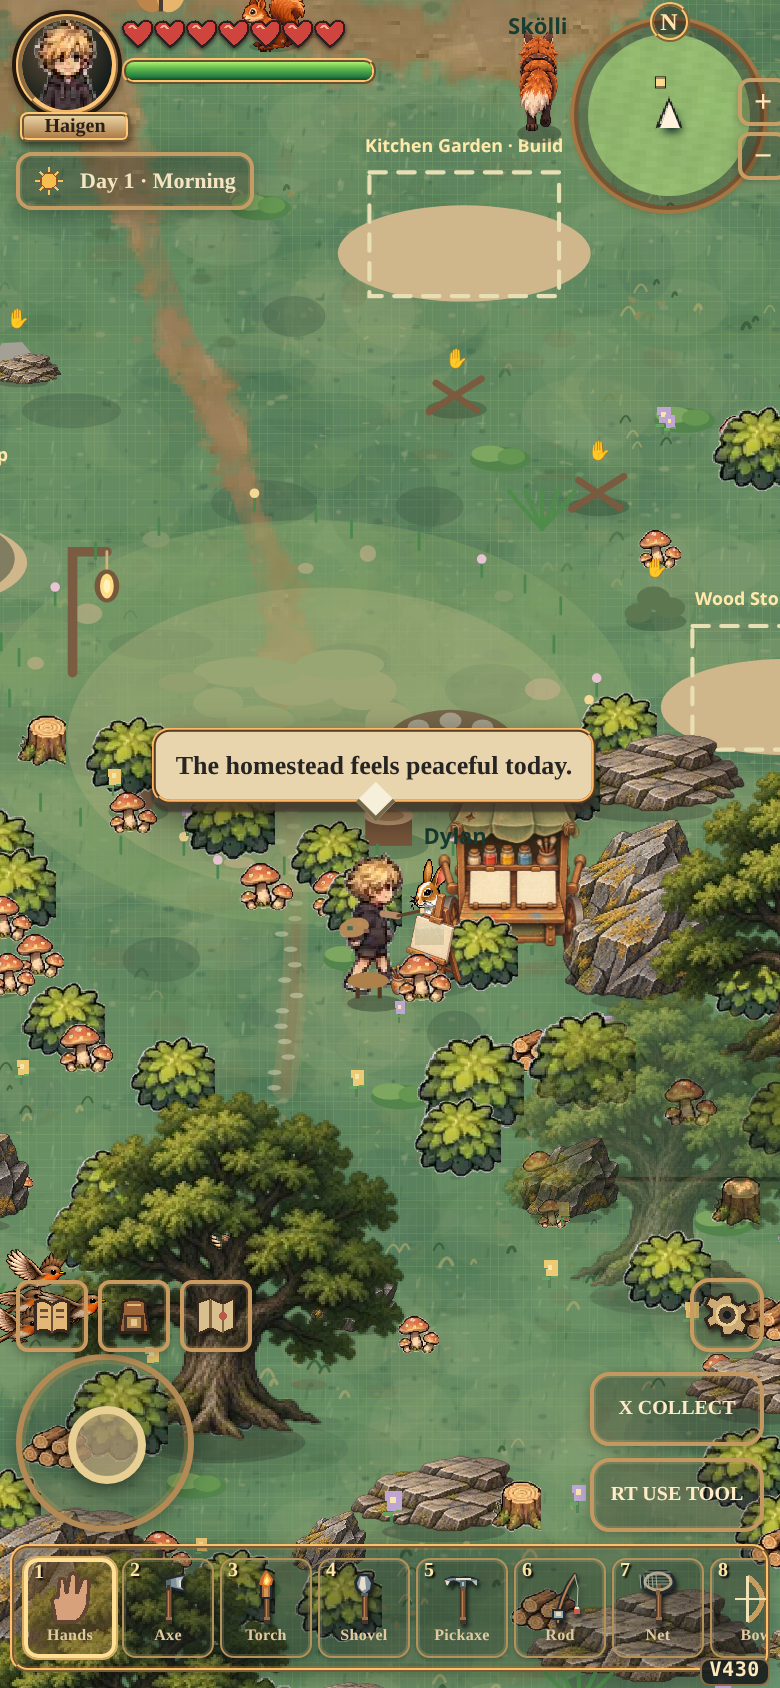 Skölli
N
+
Haigen
Kitchen Garden · Build
−
Day 1 · Morning
p
Wood Sto
The homestead feels peaceful today.
Dylan
X COLLECT
RT USE TOOL
1
2
3
4
5
6
7
8
Hands
Axe
Torch
Shovel
Pickaxe
Rod
Net
Bow
V430